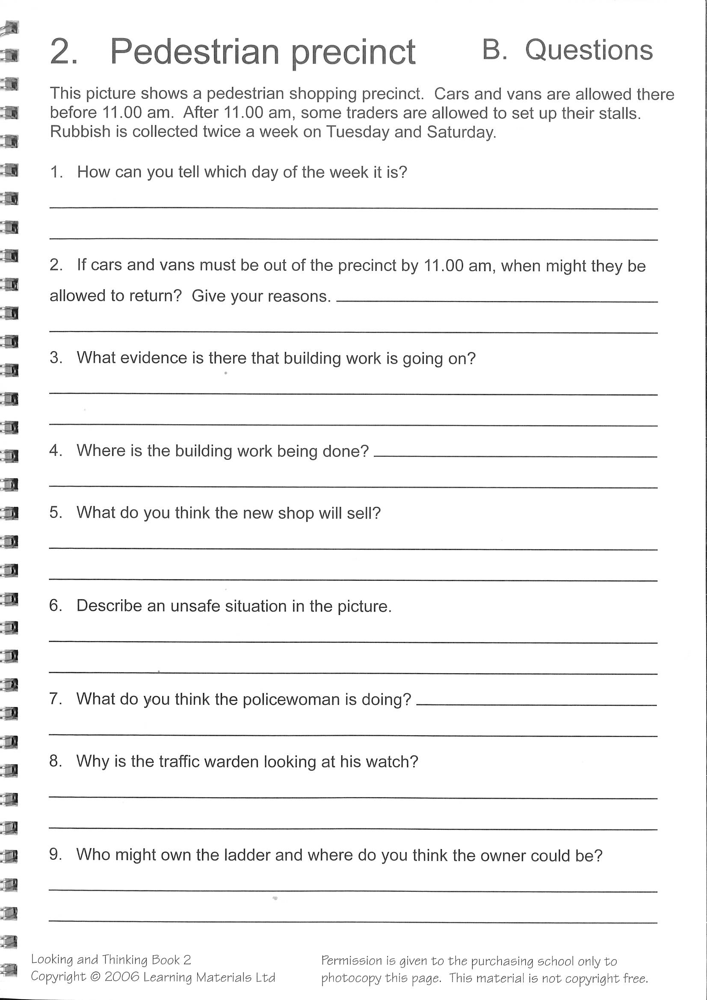 2. Pedestrian precinct B. Questions
This picture shows a pedestrian shopping precinct. Cars and vans are allowed there
before 11.00 am. After 11.00 am, some traders are allowed to set up their stalls.
Rubbish is collected twice a week on Tuesday and Saturday.
1. How can you tell which day of the week it is?
2. If cars and vans must be out of the precinct by 11.00 am, when might they be
allowed to return? Give your reasons.
3. What evidence is there that building work is going on?
4. Where is the building work being done?
5. What do you think the new shop will sell?
6. Describe an unsafe situation in the picture.
7. What do you think the policewoman is doing?
8. Why is the traffic warden looking at his watch?
9. Who might own the ladder and where do you think the owner could be?
Looking and Thinking Book 2
Copyright © 2006 Learning Materials Ltd
Permission is given to the purchasing school only to
photocopy this page. This material is not copyright free.